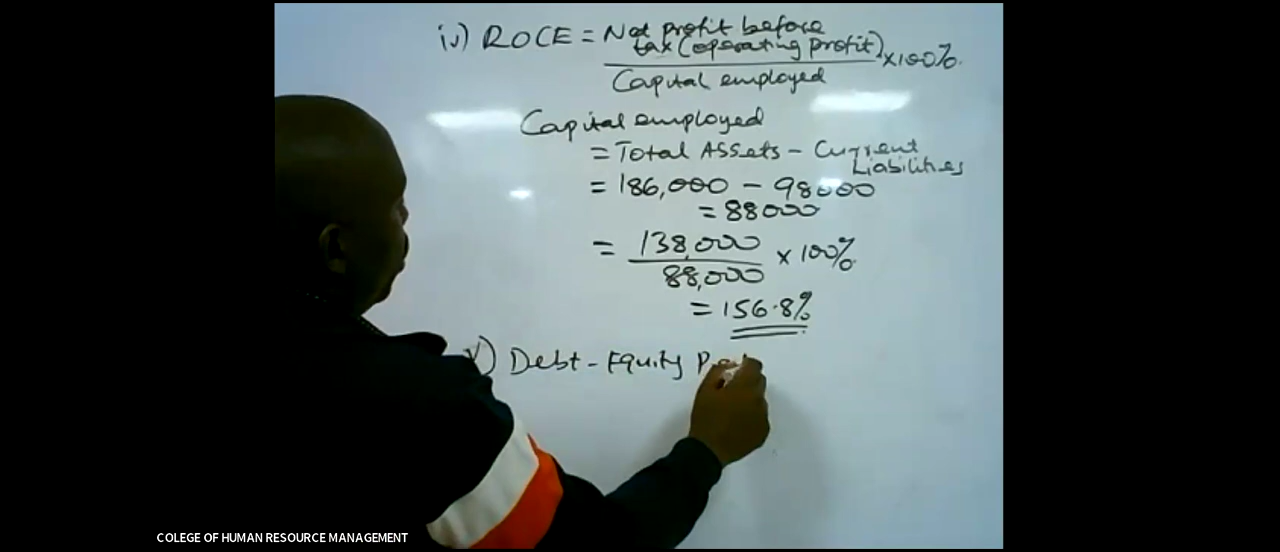 iv) ROCE = Net profit before
tax (operating profit) × 100%.
Capital employed
Capital employed
= Total Assets - Current
Liabilities
= 186,000 - 98000
= 88000
= 138,000 × 100%
88,000
= 156.8%
v) Debt - Equity
COLEGE OF HUMAN RESOURCE MANAGEMENT